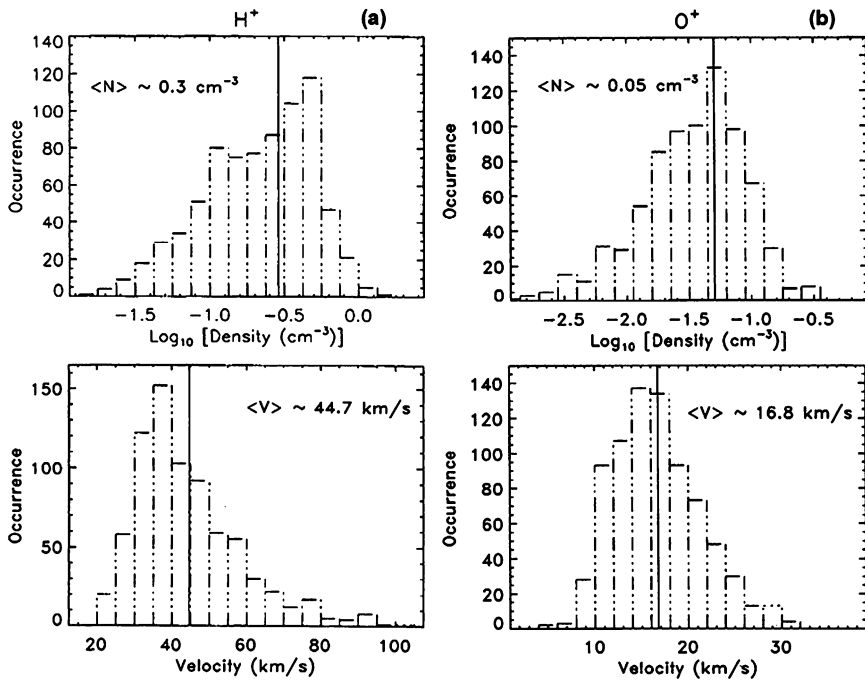 H⁺ (a)
140
120
100
80
60
40
20
0
Occurrence
<N> ~ 0.3 cm⁻³
−1.5 −1.0 −0.5 0.0
Log₁₀ [Density (cm⁻³)]
O⁺ (b)
140
120
100
80
60
40
20
0
Occurrence
<N> ~ 0.05 cm⁻³
−2.5 −2.0 −1.5 −1.0 −0.5
Log₁₀ [Density (cm⁻³)]
150
100
50
0
Occurrence
<V> ~ 44.7 km/s
20 40 60 80 100
Velocity (km/s)
140
120
100
80
60
40
20
0
Occurrence
<V> ~ 16.8 km/s
10 20 30
Velocity (km/s)